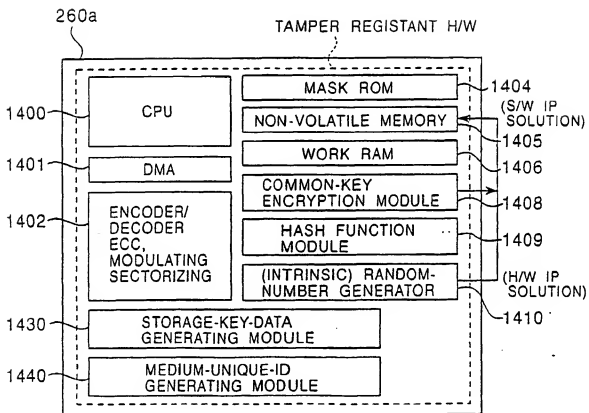 260a
TAMPER REGISTANT H/W
1400
CPU
MASK ROM
1404
(S/W IP
SOLUTION)
NON-VOLATILE MEMORY
1405
1401
DMA
WORK RAM
1406
1402
ENCODER/
DECODER
ECC,
MODULATING
SECTORIZING
COMMON-KEY
ENCRYPTION MODULE
1408
HASH FUNCTION
MODULE
1409
(INTRINSIC) RANDOM-
NUMBER GENERATOR
(H/W IP
SOLUTION)
1410
1430
STORAGE-KEY-DATA
GENERATING MODULE
1440
MEDIUM-UNIQUE-ID
GENERATING MODULE